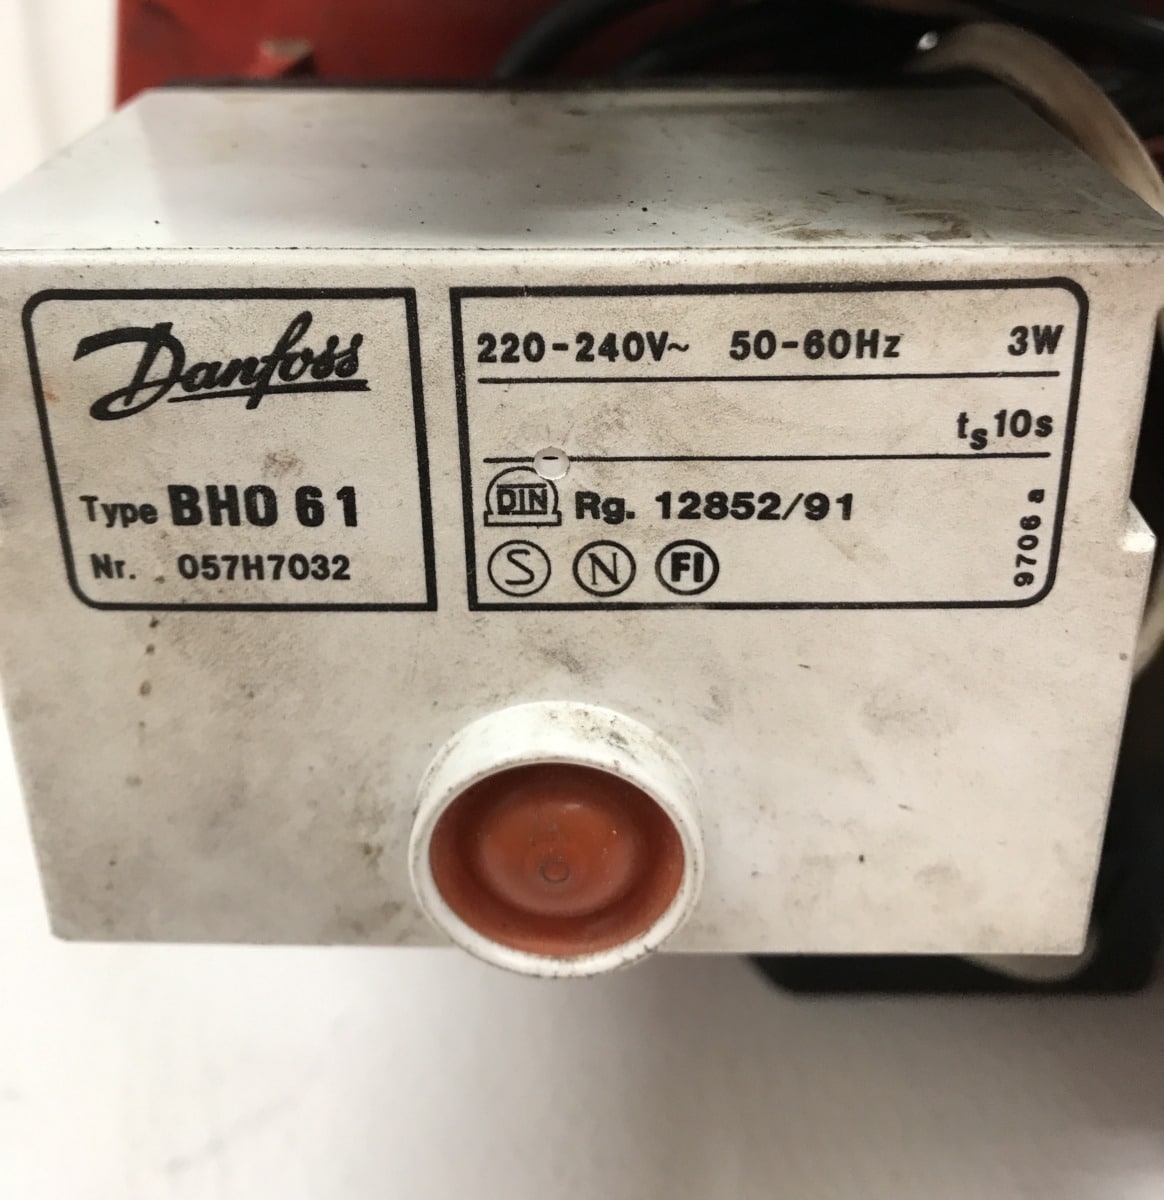 Danfoss
Type BHO 61
Nr. 057H7032
220-240V~ 50-60Hz 3W
ts 10s
DIN Rg. 12852/91
S N FI
9706 a